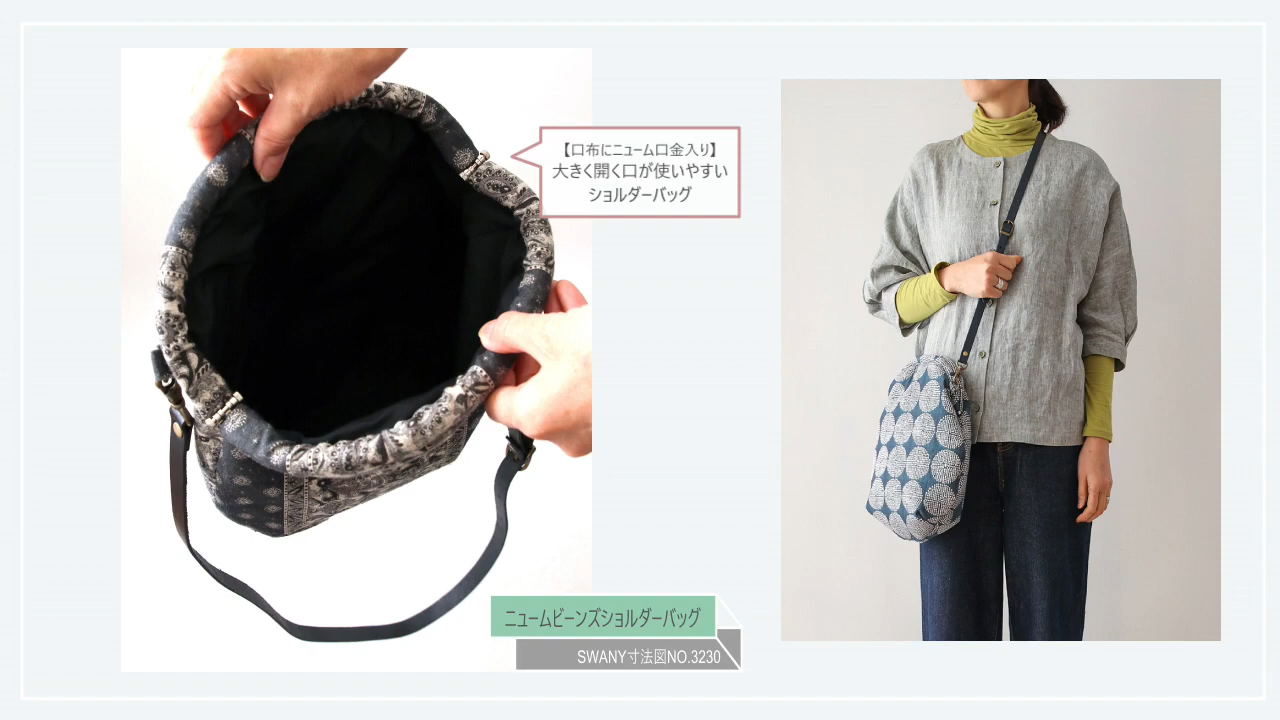 【口布にニューム口金入り】
大きく開く口が使いやすい
ショルダーバッグ
ニュームビーンズショルダーバッグ
SWANY寸法図NO.3230